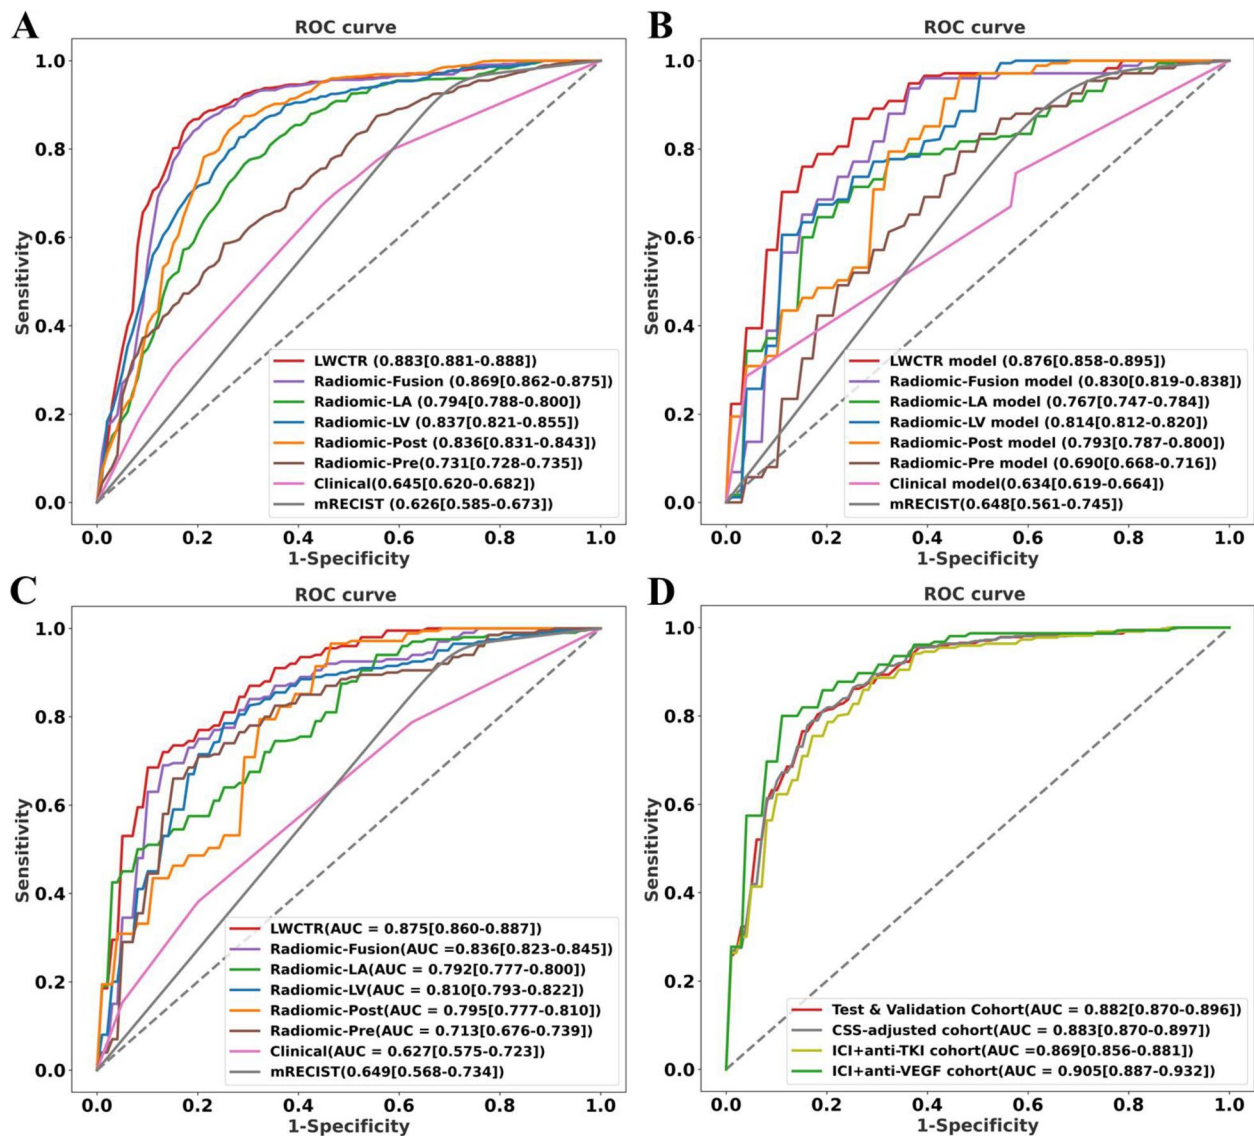 A
ROC curve
Sensitivity
1.0
0.8
0.6
0.4
0.2
0.0
LWCTR (0.883[0.881-0.888])
Radiomic-Fusion (0.869[0.862-0.875])
Radiomic-LA (0.794[0.788-0.800])
Radiomic-LV (0.837[0.821-0.855])
Radiomic-Post (0.836[0.831-0.843])
Radiomic-Pre(0.731[0.728-0.735])
Clinical(0.645[0.620-0.682])
mRECIST (0.626[0.585-0.673])
0.0 0.2 0.4 0.6 0.8 1.0
1-Specificity
B
ROC curve
Sensitivity
1.0
0.8
0.6
0.4
0.2
0.0
LWCTR model (0.876[0.858-0.895])
Radiomic-Fusion model (0.830[0.819-0.838])
Radiomic-LA model (0.767[0.747-0.784])
Radiomic-LV model (0.814[0.812-0.820])
Radiomic-Post model (0.793[0.787-0.800])
Radiomic-Pre model (0.690[0.668-0.716])
Clinical model(0.634[0.619-0.664])
mRECIST(0.648[0.561-0.745])
0.0 0.2 0.4 0.6 0.8 1.0
1-Specificity
C
ROC curve
Sensitivity
1.0
0.8
0.6
0.4
0.2
0.0
LWCTR(AUC = 0.875[0.860-0.887])
Radiomic-Fusion(AUC =0.836[0.823-0.845])
Radiomic-LA(AUC = 0.792[0.777-0.800])
Radiomic-LV(AUC = 0.810[0.793-0.822])
Radiomic-Post(AUC = 0.795[0.777-0.810])
Radiomic-Pre(AUC = 0.713[0.676-0.739])
Clinical(AUC = 0.627[0.575-0.723])
mRECIST(0.649[0.568-0.734])
0.0 0.2 0.4 0.6 0.8 1.0
1-Specificity
D
ROC curve
Sensitivity
1.0
0.8
0.6
0.4
0.2
0.0
Test & Validation Cohort(AUC = 0.882[0.870-0.896])
CSS-adjusted cohort(AUC = 0.883[0.870-0.897])
ICI+anti-TKI cohort(AUC =0.869[0.856-0.881])
ICI+anti-VEGF cohort(AUC = 0.905[0.887-0.932])
0.0 0.2 0.4 0.6 0.8 1.0
1-Specificity